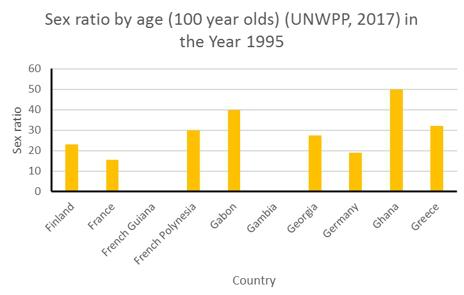 Sex ratio by age (100 year olds) (UNWPP, 2017) in
the Year 1995
60
50
40
30
20
10
0
Sex ratio
Finland
France
French Guiana
French Polynesia
Gabon
Gambia
Georgia
Germany
Ghana
Greece
Country